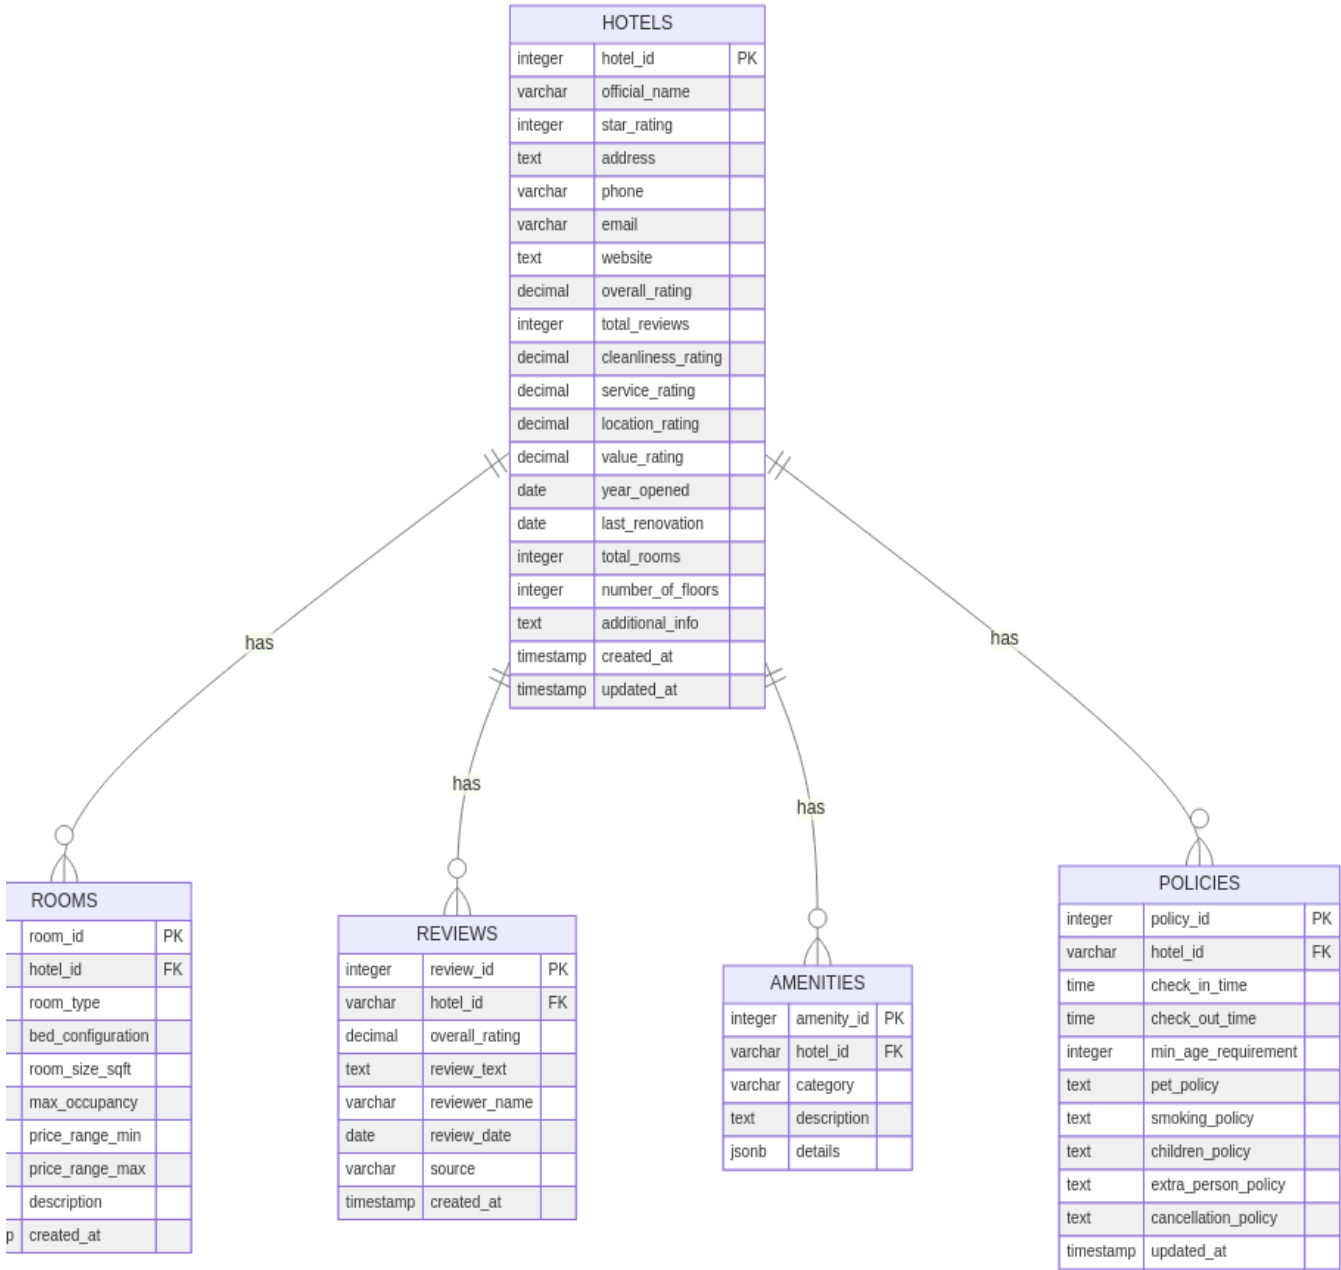 HOTELS
integer hotel_id PK
varchar official_name
integer star_rating
text address
varchar phone
varchar email
text website
decimal overall_rating
integer total_reviews
decimal cleanliness_rating
decimal service_rating
decimal location_rating
decimal value_rating
date year_opened
date last_renovation
integer total_rooms
integer number_of_floors
text additional_info
timestamp created_at
timestamp updated_at
has
has
has
has
ROOMS
room_id PK
hotel_id FK
room_type
bed_configuration
room_size_sqft
max_occupancy
price_range_min
price_range_max
description
p created_at
REVIEWS
integer review_id PK
varchar hotel_id FK
decimal overall_rating
text review_text
varchar reviewer_name
date review_date
varchar source
timestamp created_at
AMENITIES
integer amenity_id PK
varchar hotel_id FK
varchar category
text description
jsonb details
POLICIES
integer policy_id PK
varchar hotel_id FK
time check_in_time
time check_out_time
integer min_age_requirement
text pet_policy
text smoking_policy
text children_policy
text extra_person_policy
text cancellation_policy
timestamp updated_at